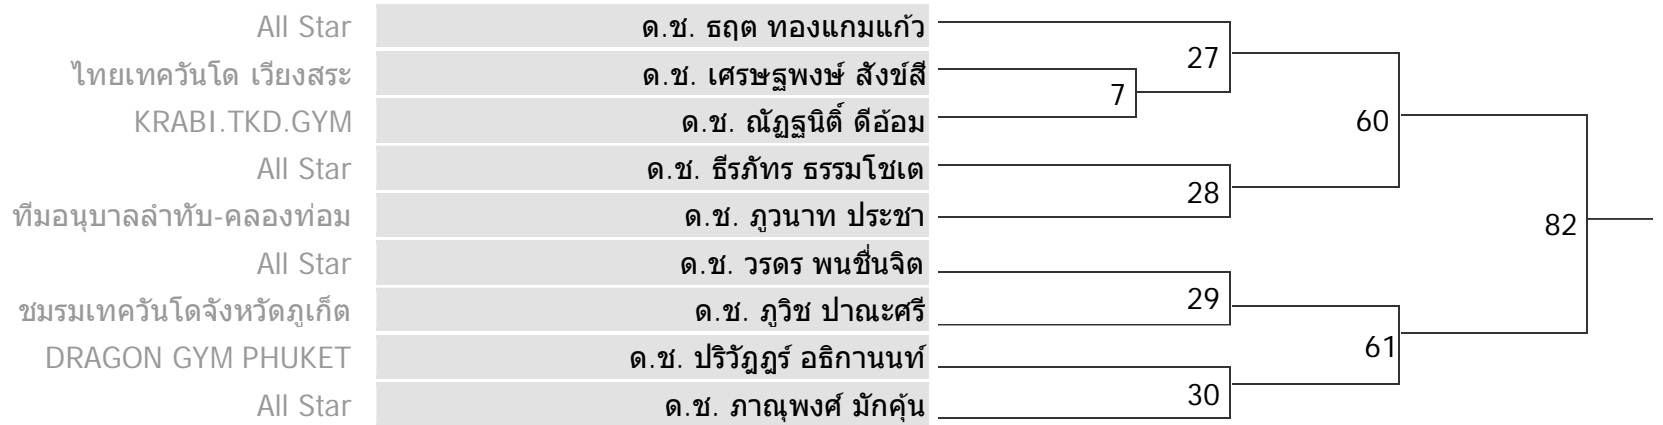 All Star ด.ช. ธฤต ทองแกมแก้ว
27
ไทยเทควันโด เวียงสระ ด.ช. เศรษฐพงษ์ สังข์สี
7
KRABI.TKD.GYM ด.ช. ณัฏฐนิติ์ ดีอ้อม
60
All Star ด.ช. ธีรภัทร ธรรมโชเต
28
ทีมอนุบาลลำทับ-คลองท่อม ด.ช. ภูวนาท ประชา
82
All Star ด.ช. วรดร พนชื่นจิต
29
ชมรมเทควันโดจังหวัดภูเก็ต ด.ช. ภูวิช ปาณะศรี
61
DRAGON GYM PHUKET ด.ช. ปริวัฎฎร์ อธิกานนท์
30
All Star ด.ช. ภาณุพงศ์ มักคุ้น